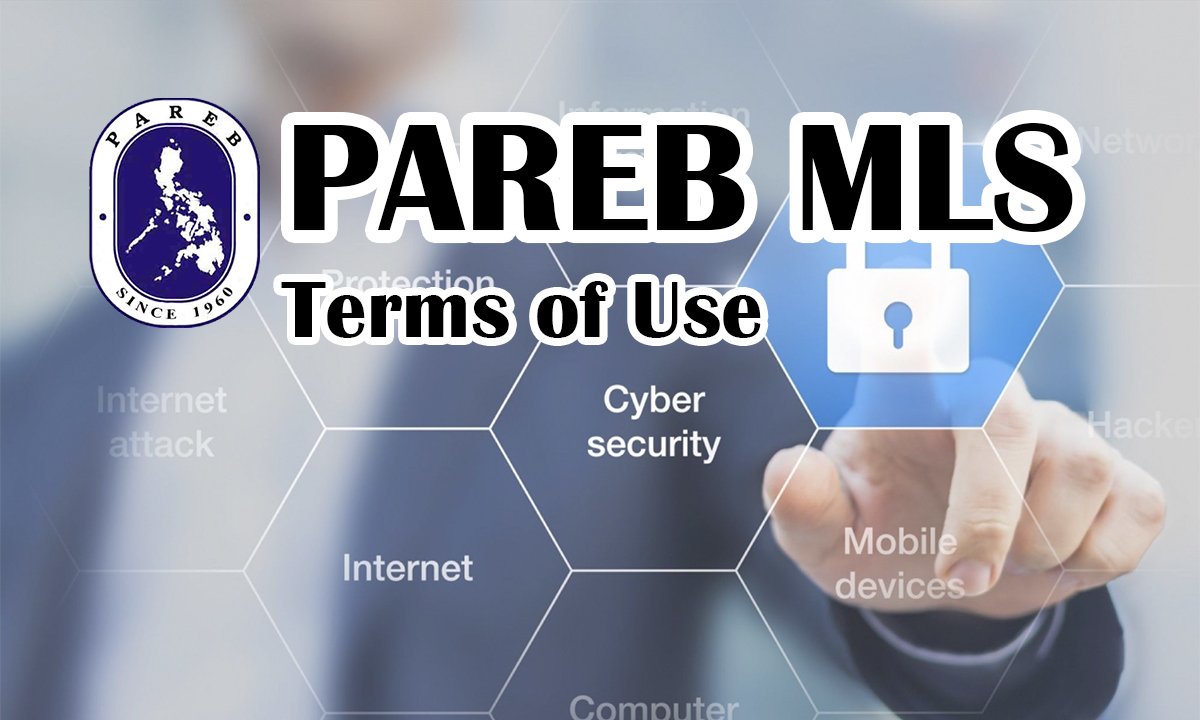 PAREB
SINCE 1960
PAREB MLS
Terms of Use
Information
Network
Protection
Internet
attack
Cyber
security
Hacke
Internet
Mobile
devices
Computer